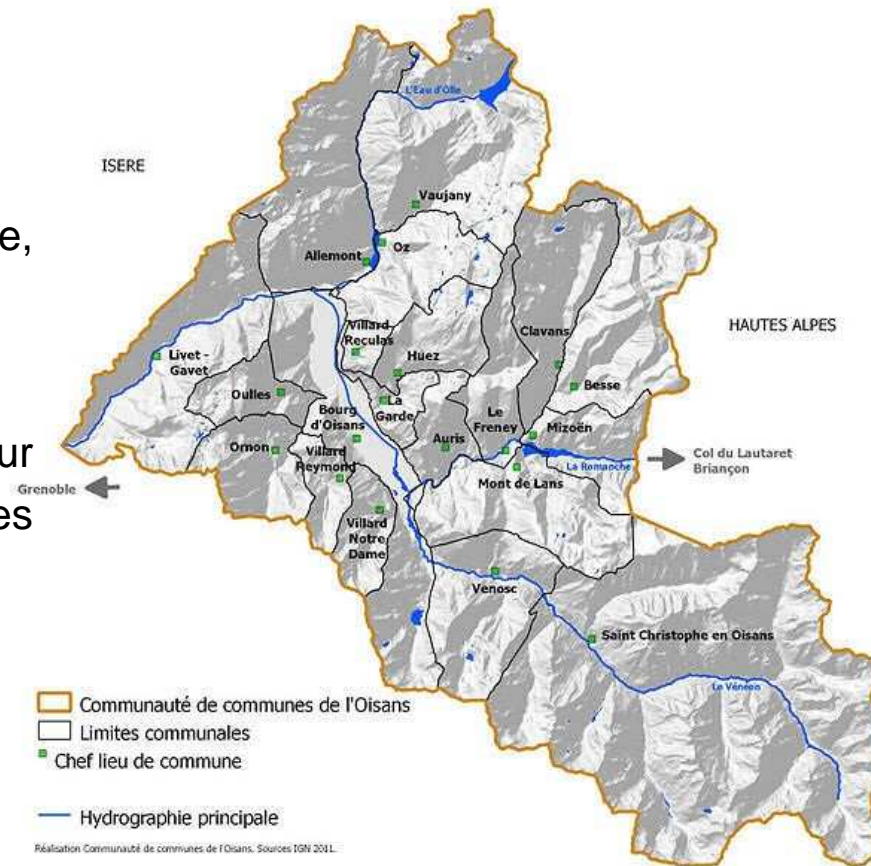 L'Eau d'Olle
ISERE
Vaujany
e,
Oz
Allemont
HAUTES ALPES
Villard
Reculas
Clavans
Livet -
Gavet
Huez
Besse
Oulles
La
Garde
Le
Freney
Bourg
d'Oisans
Mizoën
Auris
Ornon
Villard
Reymond
ur
La Romanche
Col du Lautaret
Briançon
Mont de Lans
Grenoble
es
Villard
Notre
Dame
Venosc
Saint Christophe en Oisans
Le Vénéon
Communauté de communes de l'Oisans
Limites communales
Chef lieu de commune
Hydrographie principale
Réalisation Communauté de communes de l'Oisans. Sources IGN 2011.